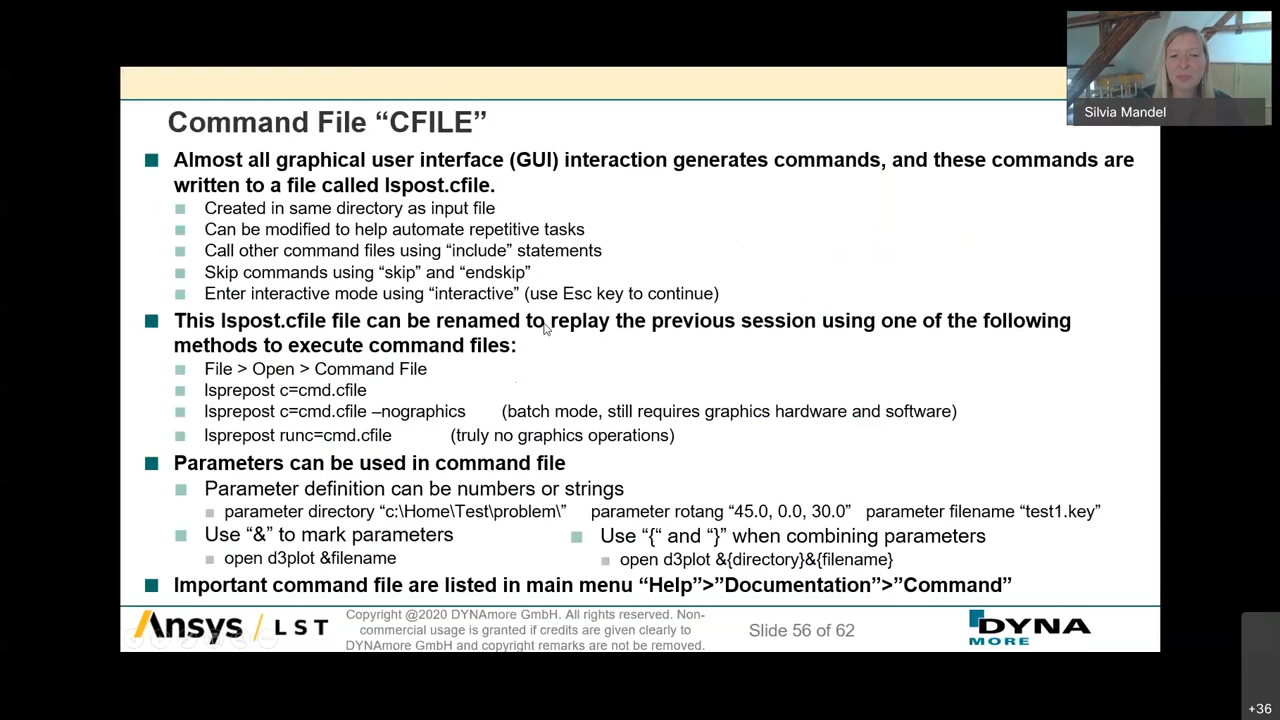 Silvia Mandel
Command File “CFILE”
Almost all graphical user interface (GUI) interaction generates commands, and these commands are
written to a file called lspost.cfile.
Created in same directory as input file
Can be modified to help automate repetitive tasks
Call other command files using “include” statements
Skip commands using “skip” and “endskip”
Enter interactive mode using “interactive” (use Esc key to continue)
This lspost.cfile file can be renamed to replay the previous session using one of the following
methods to execute command files:
File > Open > Command File
lsprepost c=cmd.cfile
lsprepost c=cmd.cfile –nographics (batch mode, still requires graphics hardware and software)
lsprepost runc=cmd.cfile (truly no graphics operations)
Parameters can be used in command file
Parameter definition can be numbers or strings
parameter directory “c:\Home\Test\problem\” parameter rotang “45.0, 0.0, 30.0” parameter filename “test1.key”
Use “&” to mark parameters Use “{“ and “}” when combining parameters
open d3plot &filename open d3plot &{directory}&{filename}
Important command file are listed in main menu “Help”>”Documentation”>”Command”
Ansys / LST
Copyright @2020 DYNAmore GmbH. All rights reserved. Non-
commercial usage is granted if credits are given clearly to
DYNAmore GmbH and copyright remarks are not be removed.
Slide 56 of 62
DYNA
MORE
+36